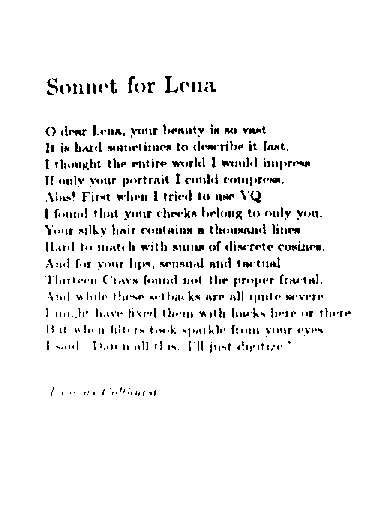 Sonnet for Lena
O dear Lena, your beauty is so vast
It is hard sometimes to describe it fast.
I thought the entire world I would impress
If only your portrait I could compress.
Alas! First when I tried to use VQ
I found that your cheeks belong to only you.
Your silky hair contains a thousand lines
Hard to match with sums of discrete cosines.
And for your lips, sensual and tactual
Thirteen Crays found not the proper fractal.
And while these setbacks are all quite severe
I might have fixed them with hacks here or there
But when filters took sparkle from your eyes
I said, "Damn all this. I'll just digitize."
Thomas Colthurst